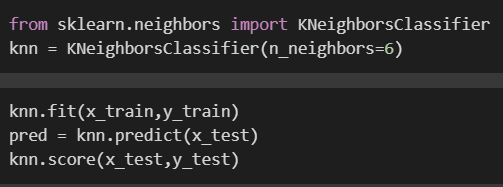 from sklearn.neighbors import KNeighborsClassifier
knn = KNeighborsClassifier(n_neighbors=6)
knn.fit(x_train,y_train)
pred = knn.predict(x_test)
knn.score(x_test,y_test)